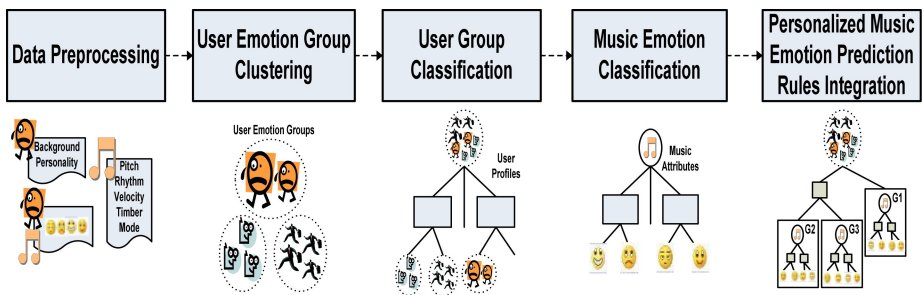 Data Preprocessing
User Emotion Group
Clustering
User Group
Classification
Music Emotion
Classification
Personalized Music
Emotion Prediction
Rules Integration
Background
Personality
Pitch
Rhythm
Velocity
Timber
Mode
User Emotion Groups
User
Profiles
Music
Attributes
G1
G2
G3